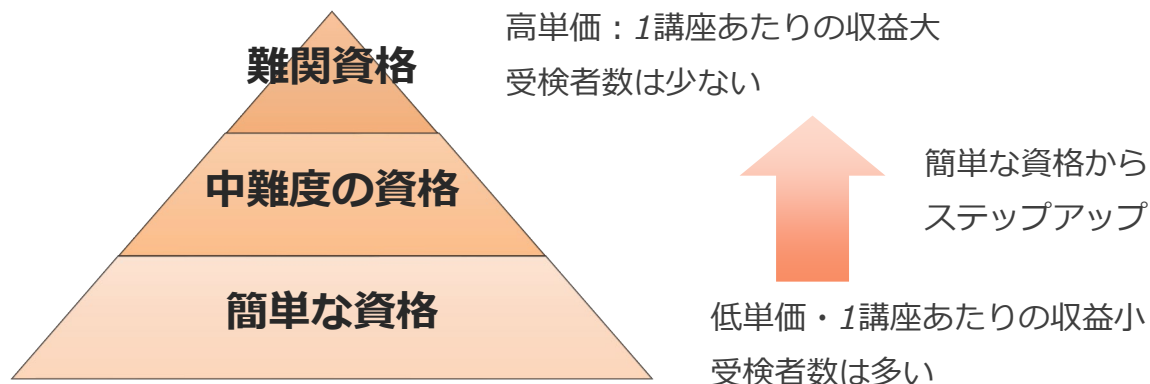 難関資格
高単価：1講座あたりの収益大
受検者数は少ない
中難度の資格
簡単な資格から
ステップアップ
簡単な資格
低単価・1講座あたりの収益小
受検者数は多い